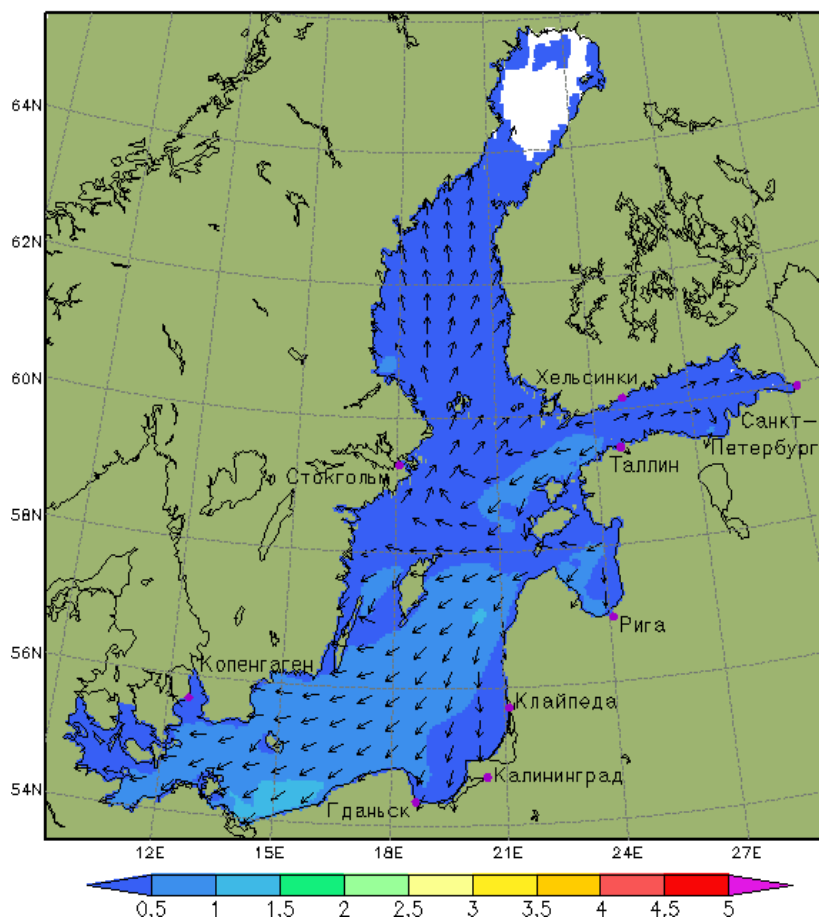 64N
62N
60N
Хельсинки
Санкт-
Петербург
Таллин
Стокгольм
58N
Рига
56N
Копенгаген
Клайпеда
Калининград
54N
Гданьск
12E 15E 18E 21E 24E 27E
0.5 1 1.5 2 2.5 3 3.5 4 4.5 5